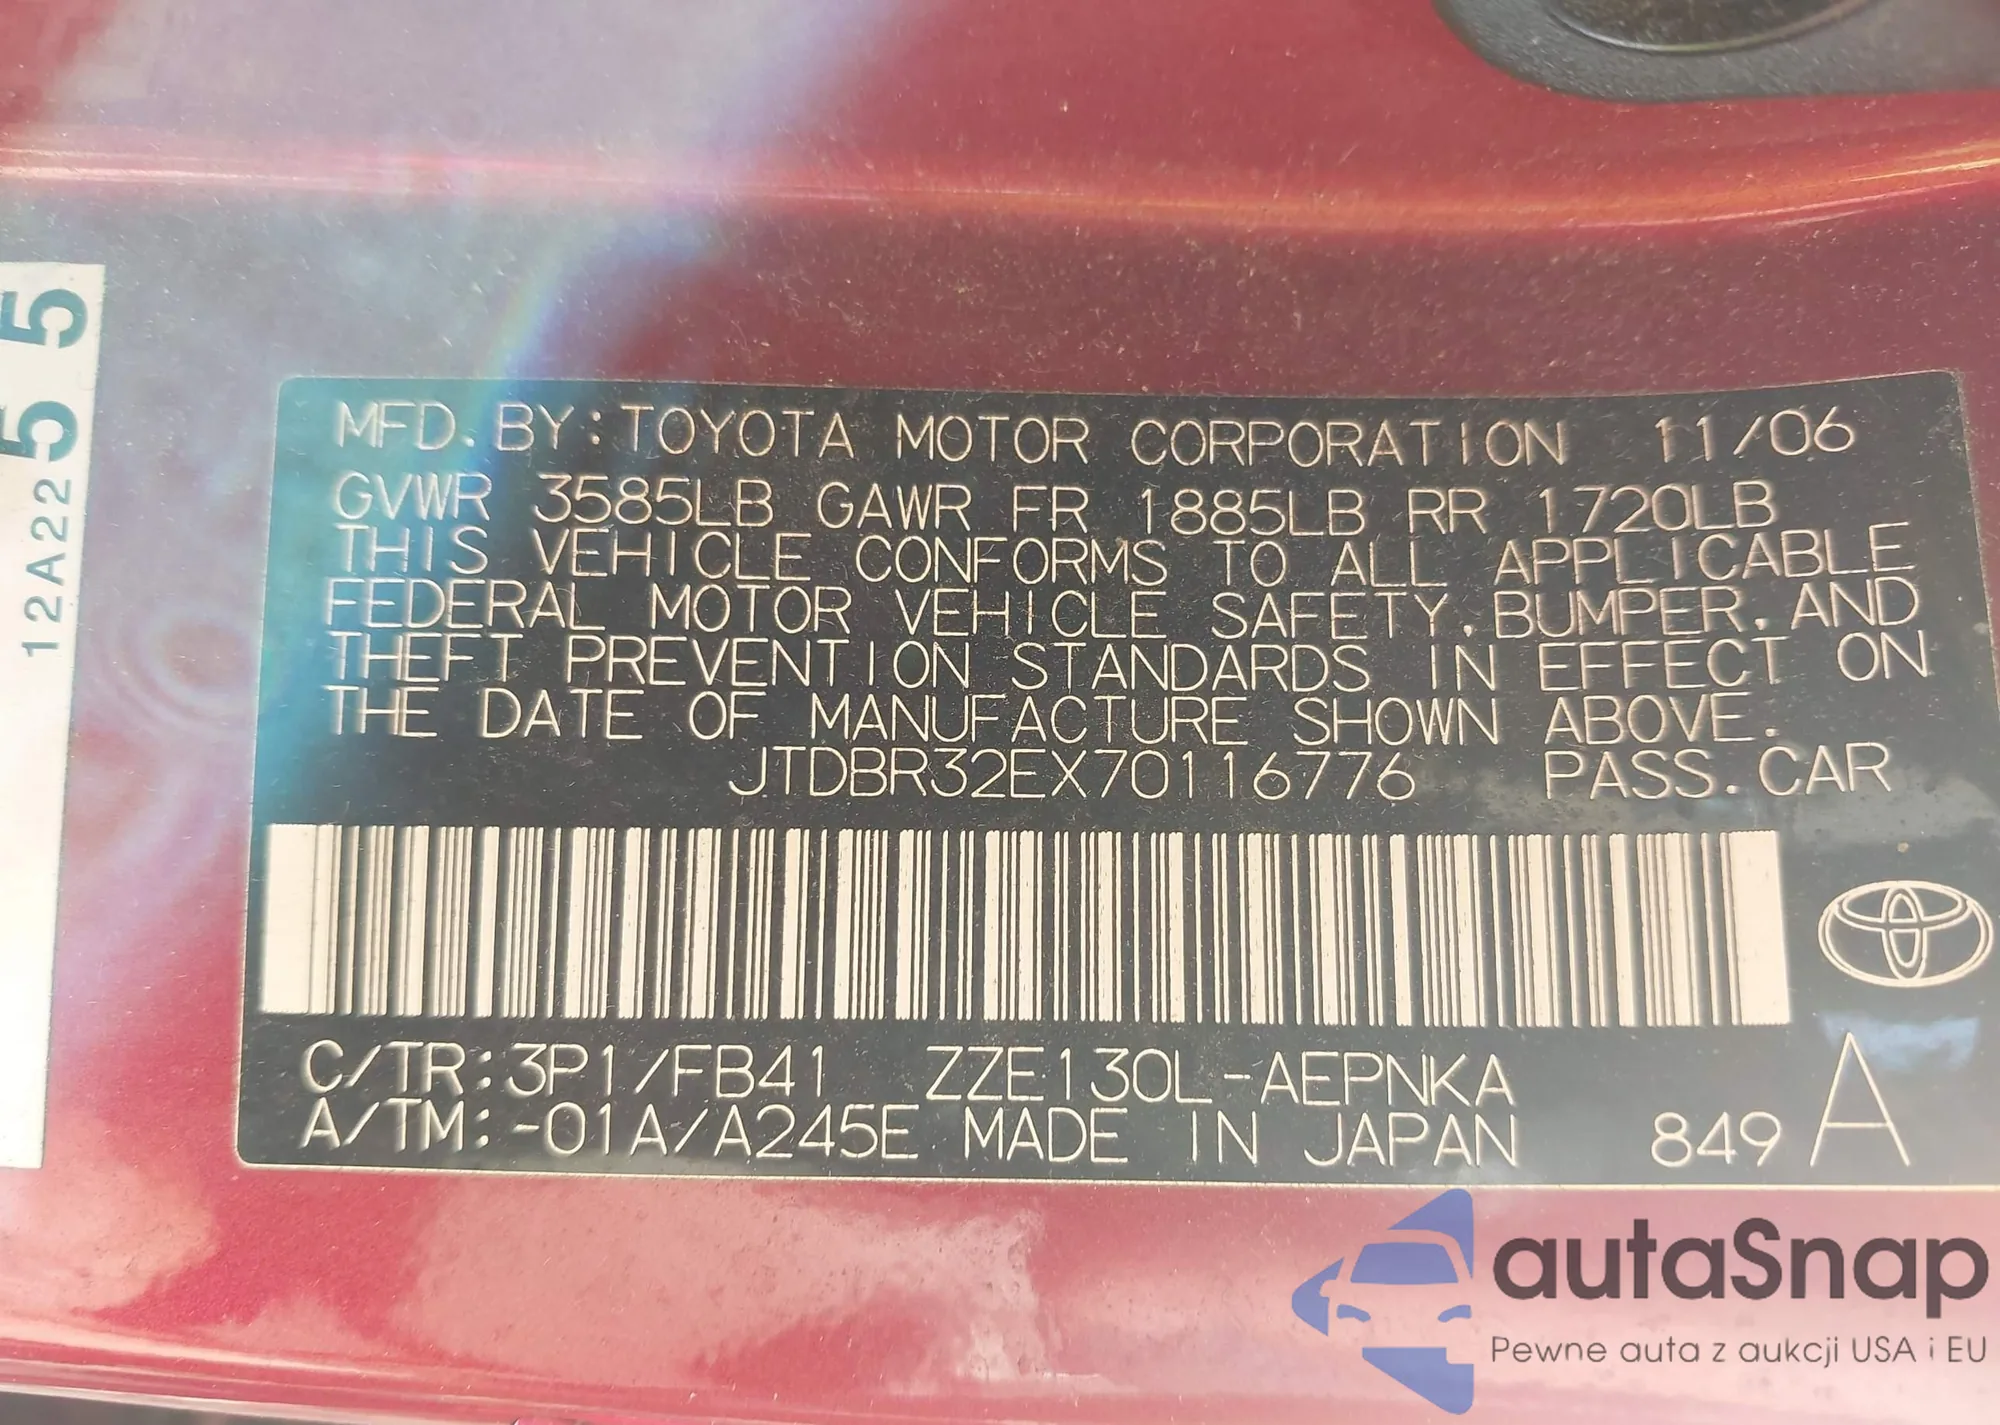 5
5
12A22
MFD. BY: TOYOTA MOTOR CORPORATION 11/06
GVWR 3585LB GAWR FR 1885LB RR 1720LB
THIS VEHICLE CONFORMS TO ALL APPLICABLE
FEDERAL MOTOR VEHICLE SAFETY, BUMPER, AND
THEFT PREVENTION STANDARDS IN EFFECT ON
THE DATE OF MANUFACTURE SHOWN ABOVE.
JTDBR32EX70116776 PASS. CAR
C/TR: 3P1/FB41 ZZE130L-AEPNKA
A/TM: -01A/A245E MADE IN JAPAN 849 A
autaSnap
Pewne auta z aukcji USA i EU